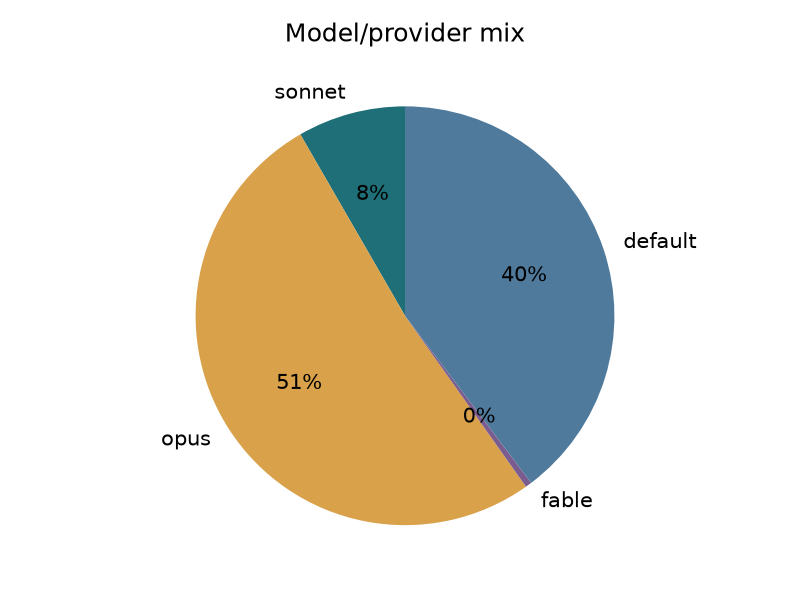 Model/provider mix
sonnet
8%
default
40%
51%
0%
opus
fable